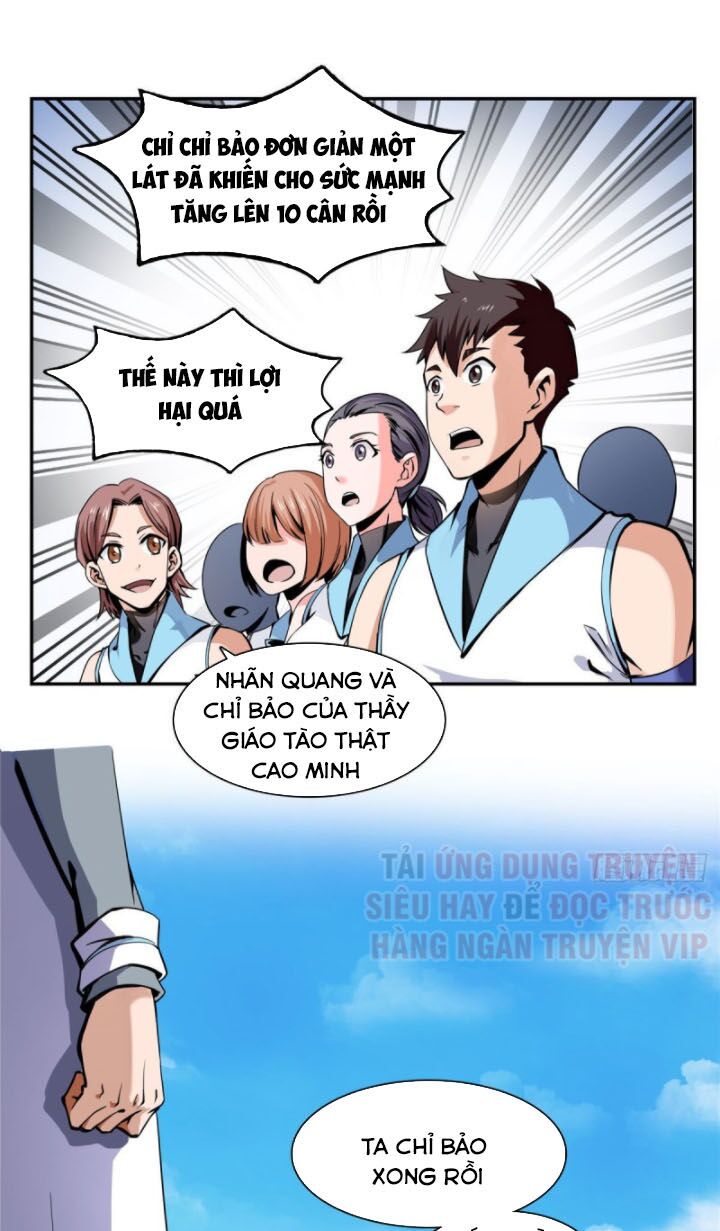 CHỈ CHỈ BẢO ĐƠN GIẢN MỘT
LÁT ĐÃ KHIẾN CHO SỨC MẠNH
TĂNG LÊN 10 CÂN RỒI
THẾ NÀY THÌ LỢI
HẠI QUÁ
NHÃN QUANG VÀ
CHỈ BẢO CỦA THẦY
GIÁO TÀO THẬT
CAO MINH
TẢI ỨNG DỤNG TRUYỆN
SIÊU HAY ĐỂ ĐỌC TRƯỚC
HÀNG NGÀN TRUYỆN VIP
TA CHỈ BẢO
XONG RỒI